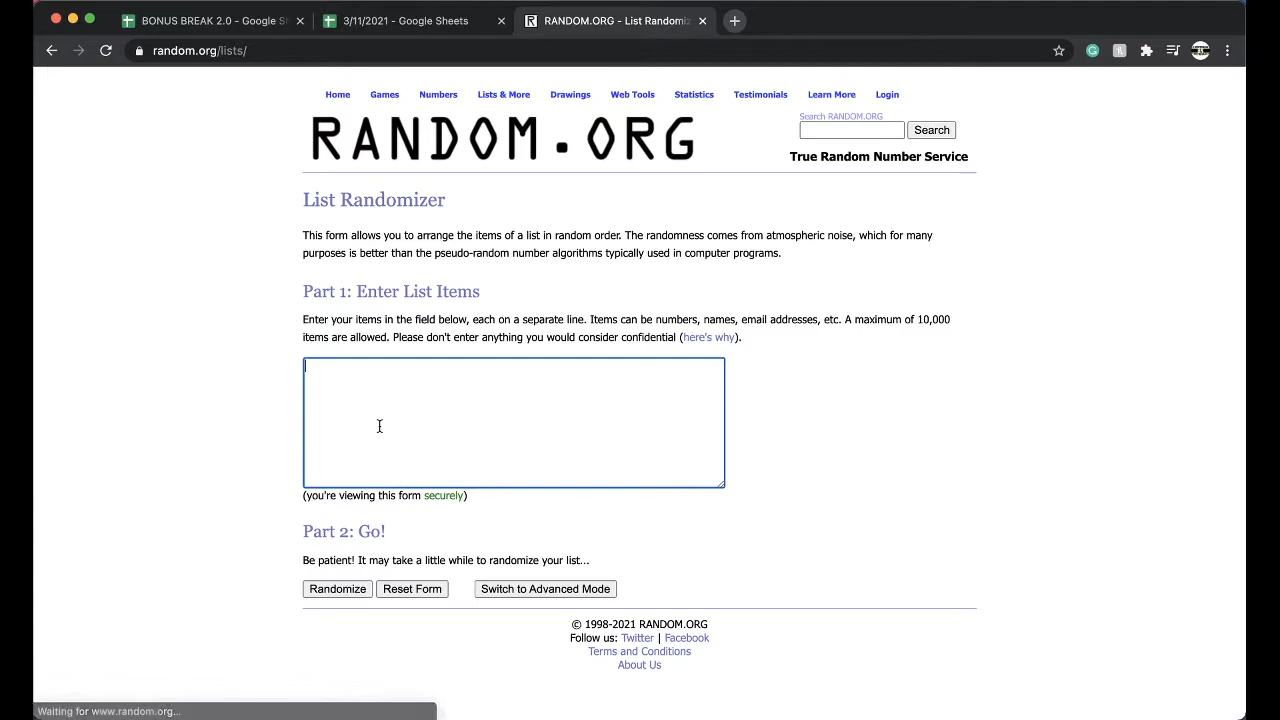 BONUS BREAK 2.0 - Google Sh
3/11/2021 - Google Sheets
RANDOM.ORG - List Randomiz
random.org/lists/
Home Games Numbers Lists & More Drawings Web Tools Statistics Testimonials Learn More Login
RANDOM.ORG
Search RANDOM.ORG
Search
True Random Number Service
List Randomizer
This form allows you to arrange the items of a list in random order. The randomness comes from atmospheric noise, which for many
purposes is better than the pseudo-random number algorithms typically used in computer programs.
Part 1: Enter List Items
Enter your items in the field below, each on a separate line. Items can be numbers, names, email addresses, etc. A maximum of 10,000
items are allowed. Please don't enter anything you would consider confidential (here's why).
(you're viewing this form securely)
Part 2: Go!
Be patient! It may take a little while to randomize your list...
Randomize Reset Form Switch to Advanced Mode
© 1998-2021 RANDOM.ORG
Follow us: Twitter | Facebook
Terms and Conditions
About Us
Waiting for www.random.org...